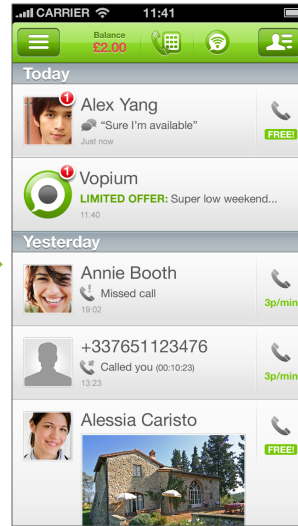 CARRIER 11:41
Balance
£2.00
Today
1
Alex Yang
“Sure I'm available”
Just now
FREE!
1
Vopium
LIMITED OFFER: Super low weekend...
11:40
Yesterday
Annie Booth
Missed call
19:02
3p/min
+337651123476
Called you (00:10:23)
13:23
3p/min
Alessia Caristo
FREE!